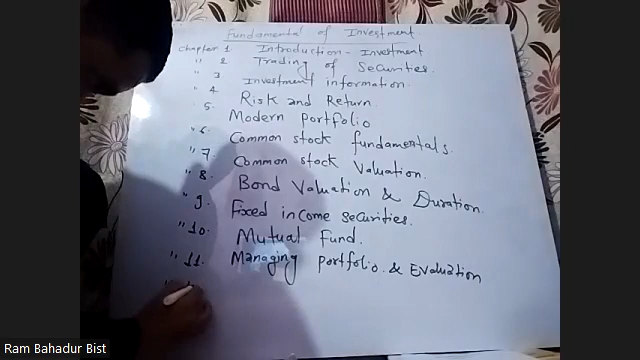 Fundamental of Investment
Chapter 1 Introduction - Investment
" 2 Trading of Securities.
" 3 Investment information.
" 4 Risk and Return
5. Modern portfolio
" 6. Common stock fundamentals.
" 7. Common stock Valuation.
" 8. Bond Valuation & Duration.
" 9. Fixed income securities.
" 10. Mutual Fund.
" 11. Managing portfolio & Evaluation
Ram Bahadur Bist